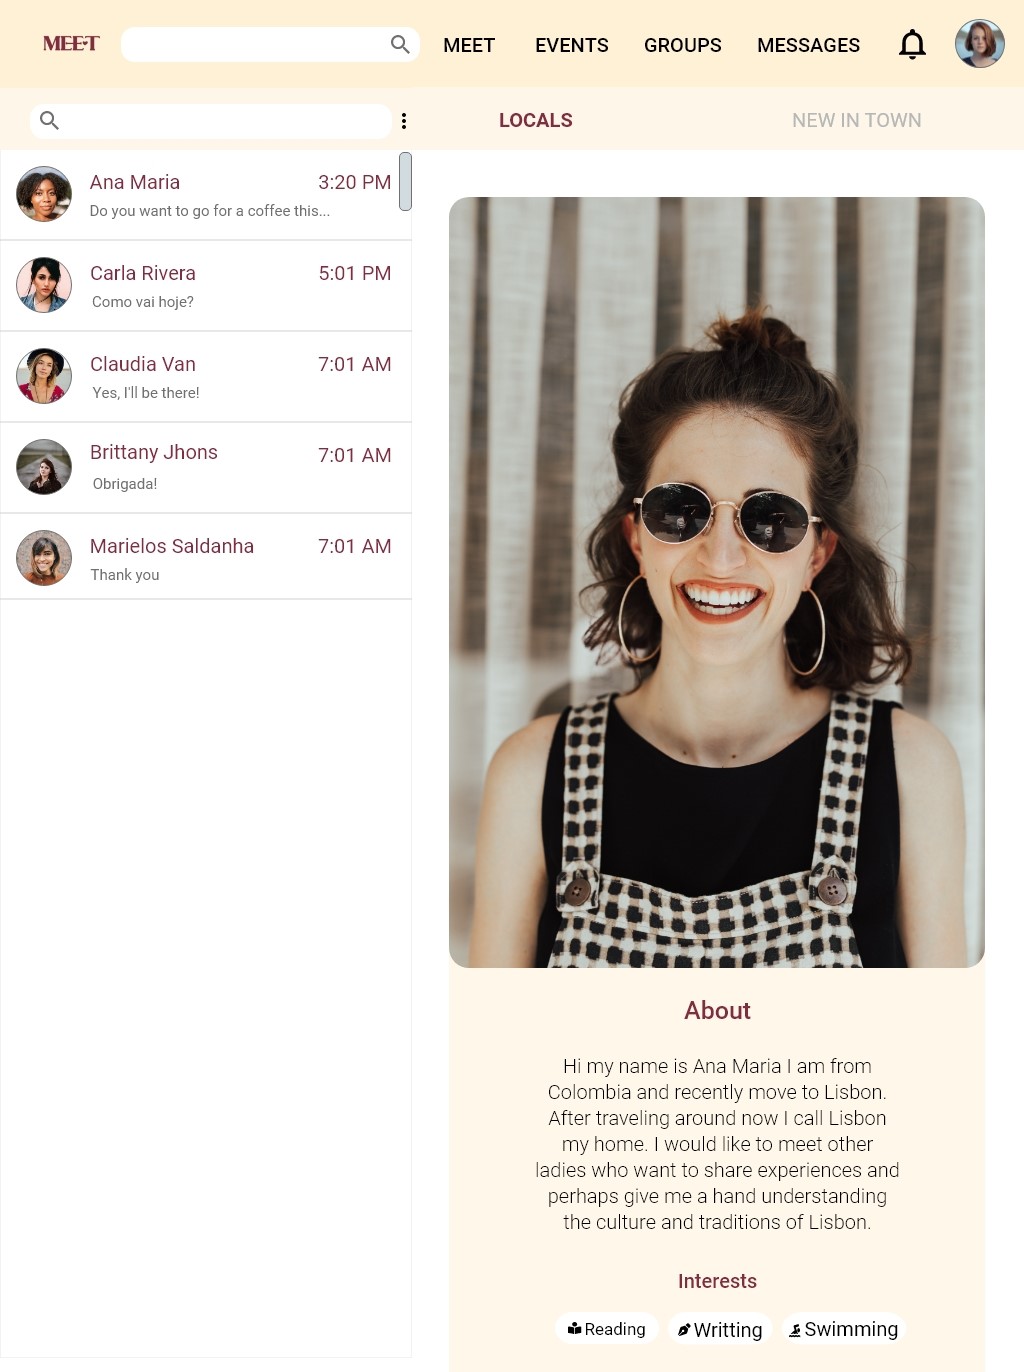 MEET
MEET EVENTS GROUPS MESSAGES
LOCALS NEW IN TOWN
Ana Maria 3:20 PM
Do you want to go for a coffee this...
Carla Rivera 5:01 PM
Como vai hoje?
Claudia Van 7:01 AM
Yes, I'll be there!
Brittany Jhons 7:01 AM
Obrigada!
Marielos Saldanha 7:01 AM
Thank you
About
Hi my name is Ana Maria I am from
Colombia and recently move to Lisbon.
After traveling around now I call Lisbon
my home. I would like to meet other
ladies who want to share experiences and
perhaps give me a hand understanding
the culture and traditions of Lisbon.
Interests
Reading Writting Swimming